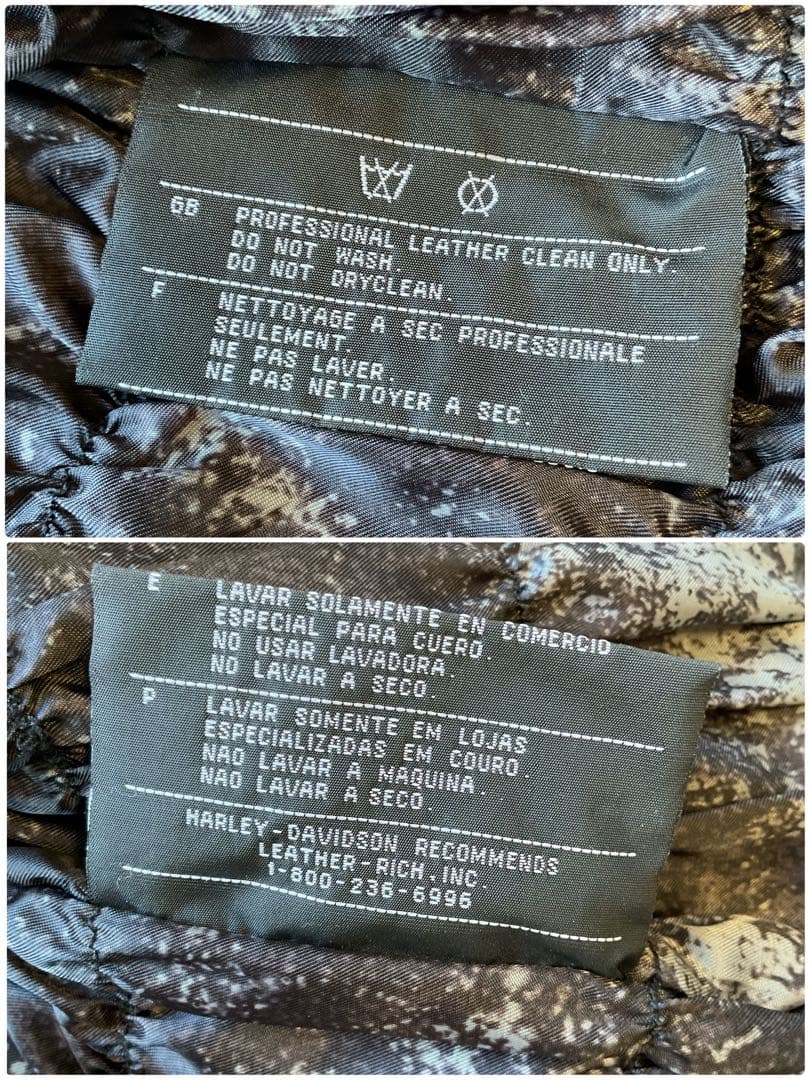 GB PROFESSIONAL LEATHER CLEAN ONLY.
DO NOT WASH.
DO NOT DRYCLEAN.
F NETTOYAGE A SEC PROFESSIONALE
SEULEMENT.
NE PAS LAVER.
NE PAS NETTOYER A SEC.
E LAVAR SOLAMENTE EN COMERCIO
ESPECIAL PARA CUERO.
NO USAR LAVADORA.
NO LAVAR A SECO.
P LAVAR SOMENTE EM LOJAS
ESPECIALIZADAS EM COURO.
NAO LAVAR A MAQUINA.
NAO LAVAR A SECO.
HARLEY-DAVIDSON RECOMMENDS
LEATHER-RICH.INC.
1-800-236-6996